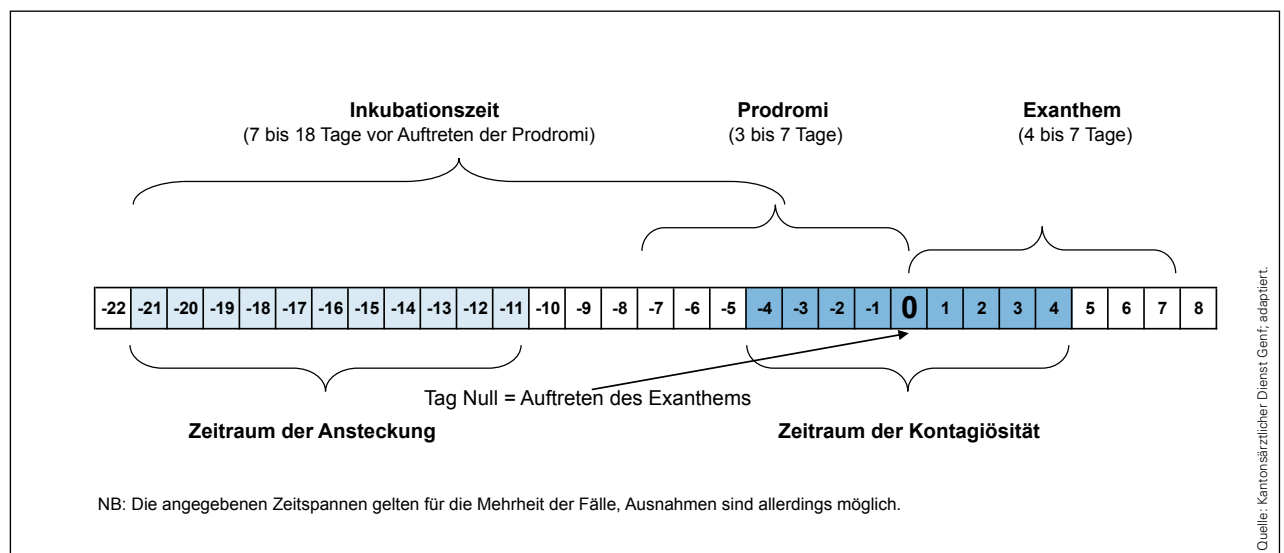 Inkubationszeit
(7 bis 18 Tage vor Auftreten der Prodromi)
Prodromi
(3 bis 7 Tage)
Exanthem
(4 bis 7 Tage)
-22 -21 -20 -19 -18 -17 -16 -15 -14 -13 -12 -11 -10 -9 -8 -7 -6 -5 -4 -3 -2 -1 0 1 2 3 4 5 6 7 8
Tag Null = Auftreten des Exanthems
Zeitraum der Ansteckung
Zeitraum der Kontagiösität
NB: Die angegebenen Zeitspannen gelten für die Mehrheit der Fälle, Ausnahmen sind allerdings möglich.
Quelle: Kantonsärztlicher Dienst Genf; adaptiert.